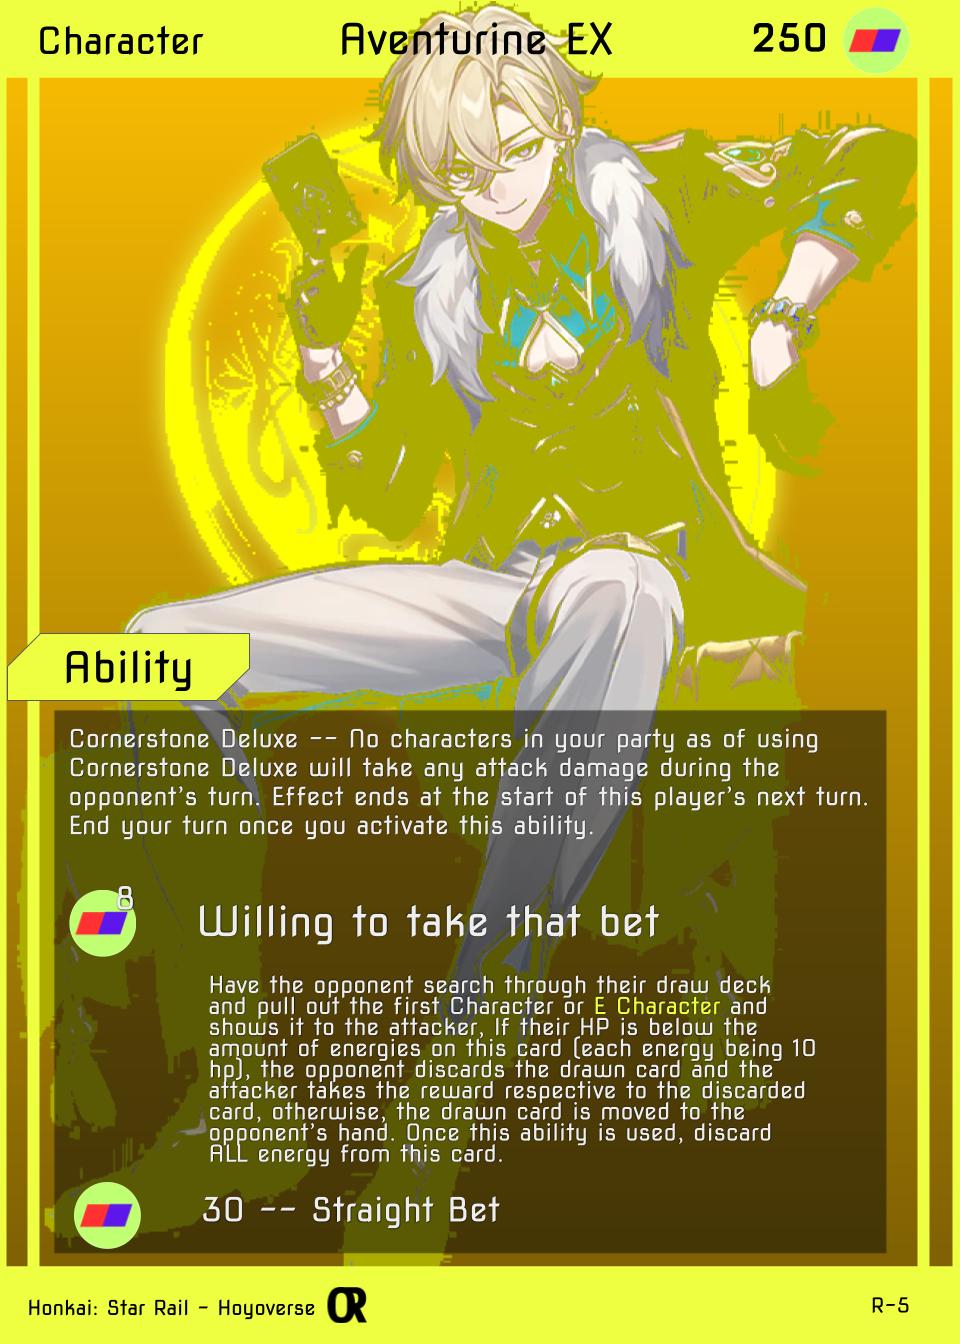 Character Aventurine EX 250
Ability
Cornerstone Deluxe -- No characters in your party as of using
Cornerstone Deluxe will take any attack damage during the
opponent's turn. Effect ends at the start of this player's next turn.
End your turn once you activate this ability.
8
Willing to take that bet
Have the opponent search through their draw deck
and pull out the first Character or E Character and
shows it to the attacker, If their HP is below the
amount of energies on this card (each energy being 10
hp), the opponent discards the drawn card and the
attacker takes the reward respective to the discarded
card, otherwise, the drawn card is moved to the
opponent's hand. Once this ability is used, discard
ALL energy from this card.
30 -- Straight Bet
Honkai: Star Rail - Hoyoverse OR R-5